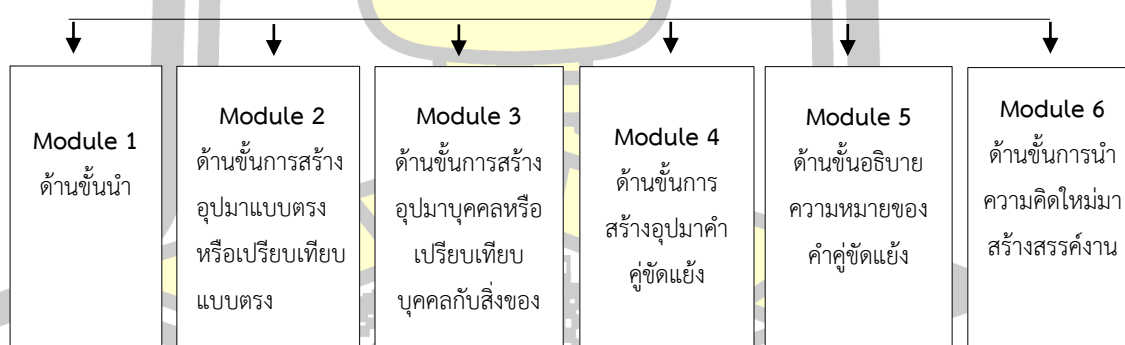 Module 1
ด้านขั้นนำ
Module 2
ด้านขั้นการสร้าง
อุปมาแบบตรง
หรือเปรียบเทียบ
แบบตรง
Module 3
ด้านขั้นการสร้าง
อุปมาบุคคลหรือ
เปรียบเทียบ
บุคคลกับสิ่งของ
Module 4
ด้านขั้นการ
สร้างอุปมาคำ
คู่ขัดแย้ง
Module 5
ด้านขั้นอธิบาย
ความหมายของ
คำคู่ขัดแย้ง
Module 6
ด้านขั้นการนำ
ความคิดใหม่มา
สร้างสรรค์งาน